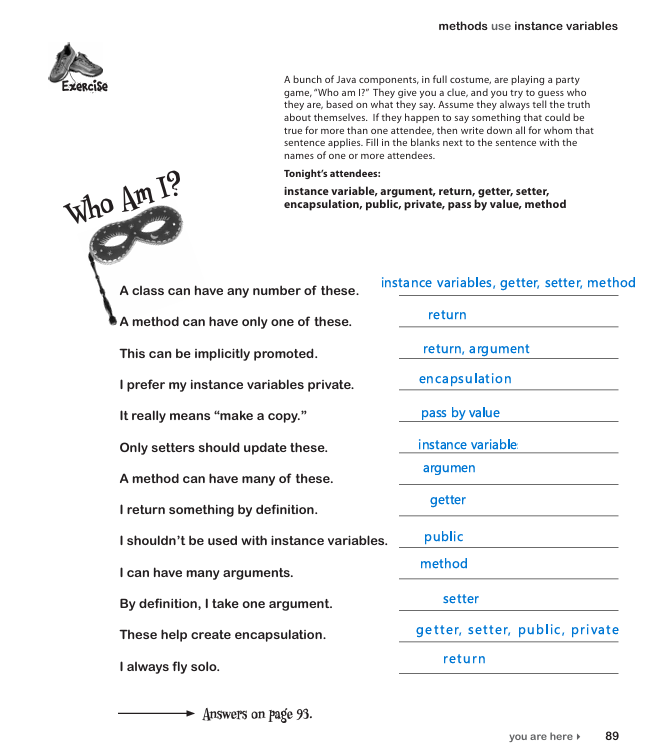 methods use instance variables
Exercise
A bunch of Java components, in full costume, are playing a party
game, “Who am I?” They give you a clue, and you try to guess who
they are, based on what they say. Assume they always tell the truth
about themselves. If they happen to say something that could be
true for more than one attendee, then write down all for whom that
sentence applies. Fill in the blanks next to the sentence with the
names of one or more attendees.
Tonight’s attendees:
instance variable, argument, return, getter, setter,
encapsulation, public, private, pass by value, method
Who Am I?
A class can have any number of these. instance variables, getter, setter, method
A method can have only one of these. return
This can be implicitly promoted. return, argument
I prefer my instance variables private. encapsulation
It really means “make a copy.” pass by value
Only setters should update these. instance variable
A method can have many of these. argumen
I return something by definition. getter
I shouldn’t be used with instance variables. public
I can have many arguments. method
By definition, I take one argument. setter
These help create encapsulation. getter, setter, public, private
I always fly solo. return
Answers on page 93.
you are here 89